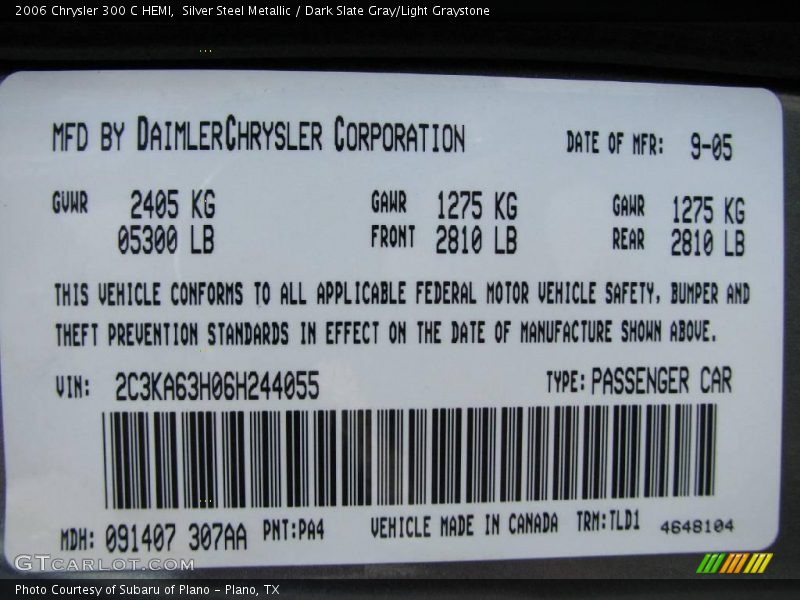 2006 Chrysler 300 C HEMI,  Silver Steel Metallic / Dark Slate Gray/Light Graystone
MFD BY DAIMLERCHRYSLER CORPORATION DATE OF MFR: 9-05
GVWR 2405 KG GAWR 1275 KG GAWR 1275 KG
05300 LB FRONT 2810 LB REAR 2810 LB
THIS VEHICLE CONFORMS TO ALL APPLICABLE FEDERAL MOTOR VEHICLE SAFETY, BUMPER AND
THEFT PREVENTION STANDARDS IN EFFECT ON THE DATE OF MANUFACTURE SHOWN ABOVE.
VIN: 2C3KA63H06H244055 TYPE: PASSENGER CAR
MDH: 091407 307AA PNT:PA4 VEHICLE MADE IN CANADA TRM:TLD1 4648104
GTCARLOT.COM
Photo Courtesy of Subaru of Plano - Plano, TX